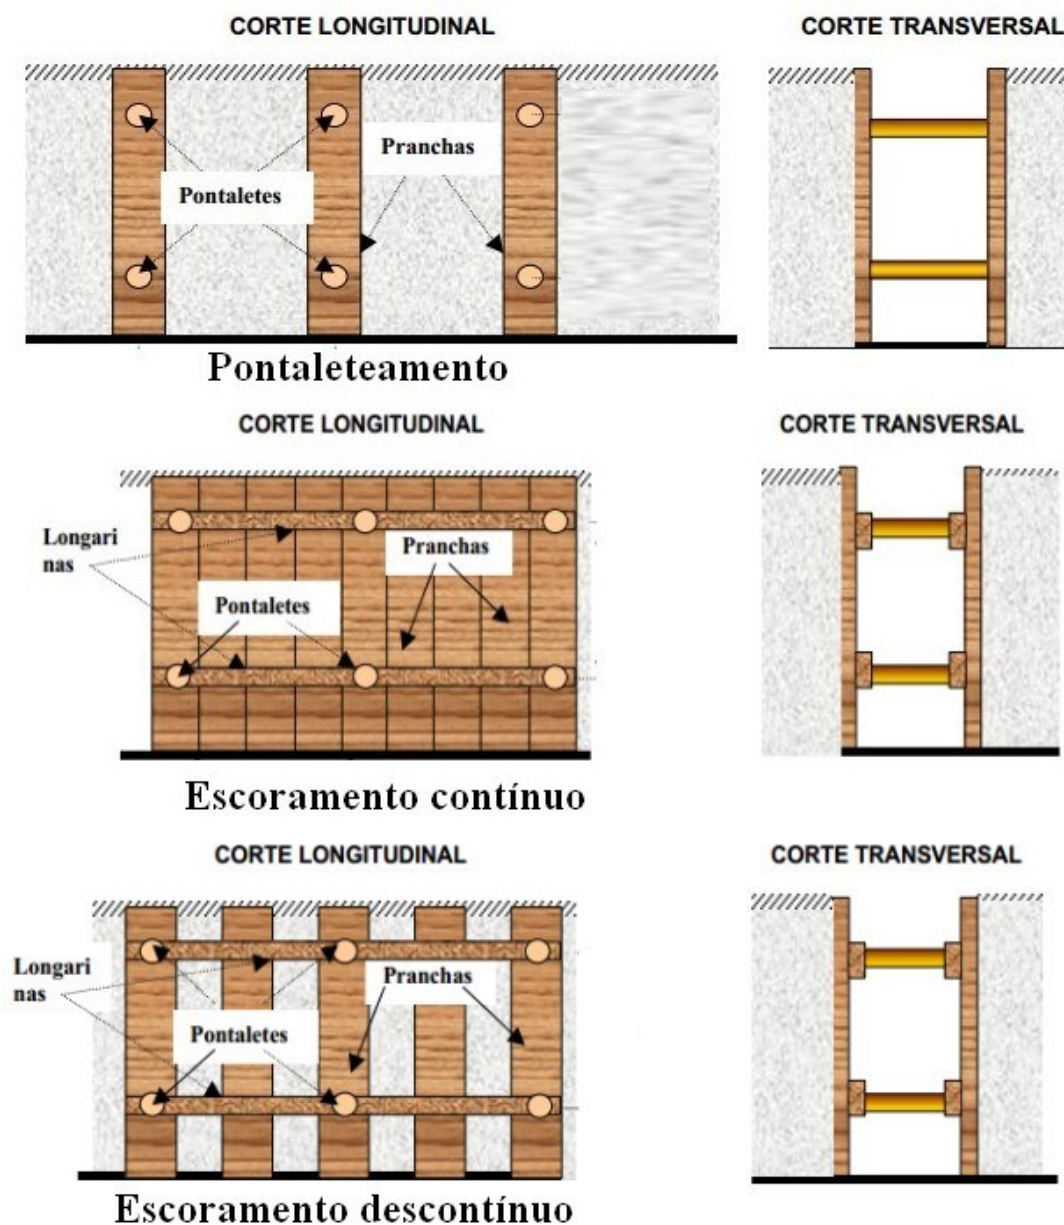 CORTE LONGITUDINAL
CORTE TRANSVERSAL
Pranchas
Pontaletes
Pontaleteamento
CORTE LONGITUDINAL
CORTE TRANSVERSAL
Longari
nas
Pranchas
Pontaletes
Escoramento contínuo
CORTE LONGITUDINAL
CORTE TRANSVERSAL
Longari
nas
Pranchas
Pontaletes
Escoramento descontínuo